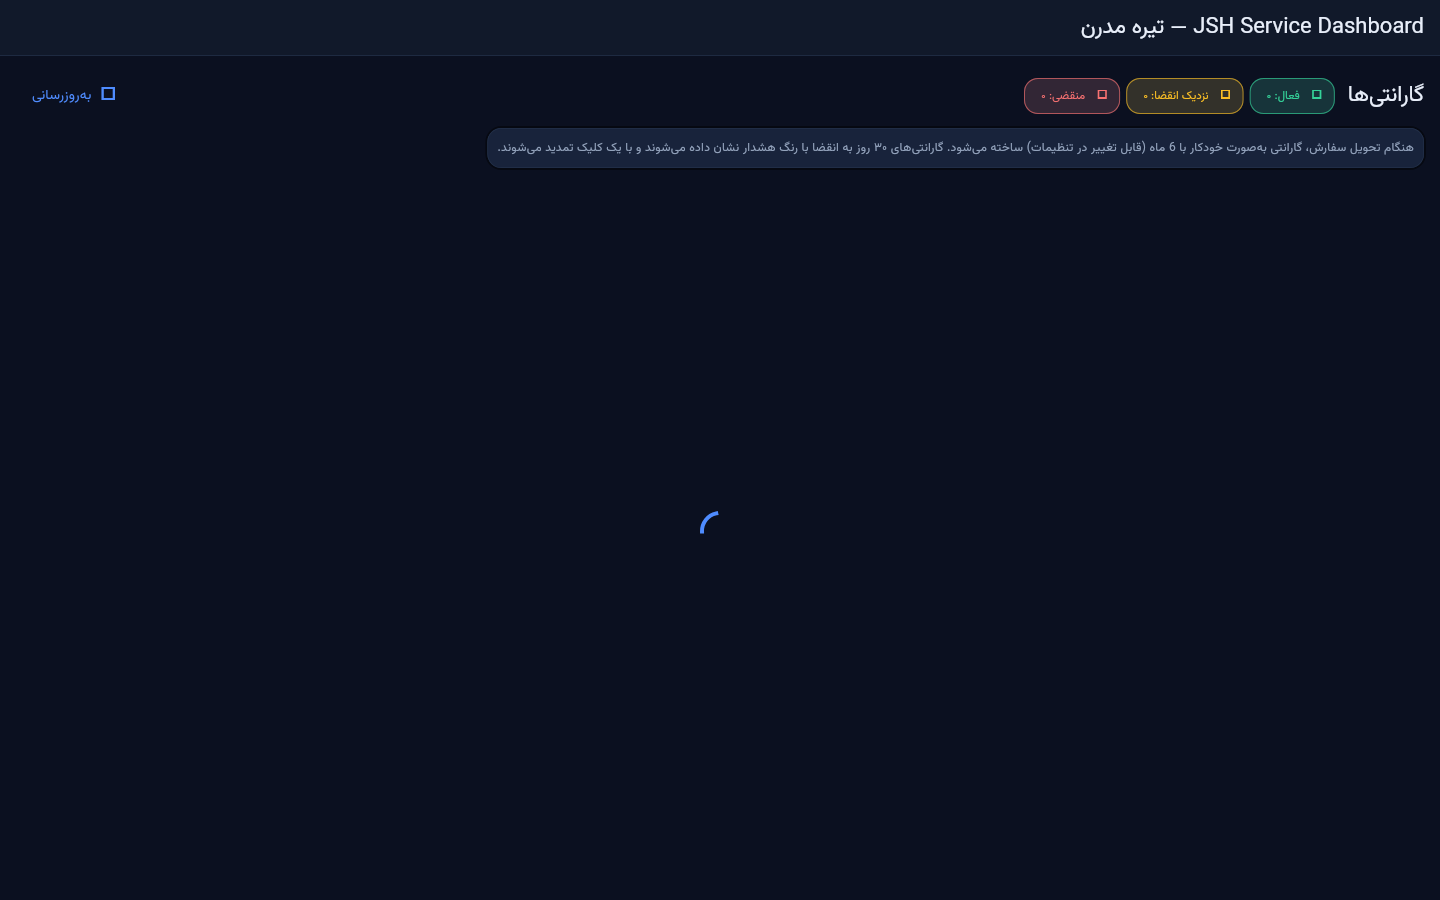 JSH Service Dashboard — تیره مدرن
گارانتی‌ها
فعال: ۰
نزدیک انقضا: ۰
منقضی: ۰
به‌روزرسانی
هنگام تحویل سفارش، گارانتی به‌صورت خودکار با 6 ماه (قابل تغییر در تنظیمات) ساخته می‌شود. گارانتی‌های ۳۰ روز به انقضا با رنگ هشدار نشان داده می‌شوند و با یک کلیک تمدید می‌شوند.